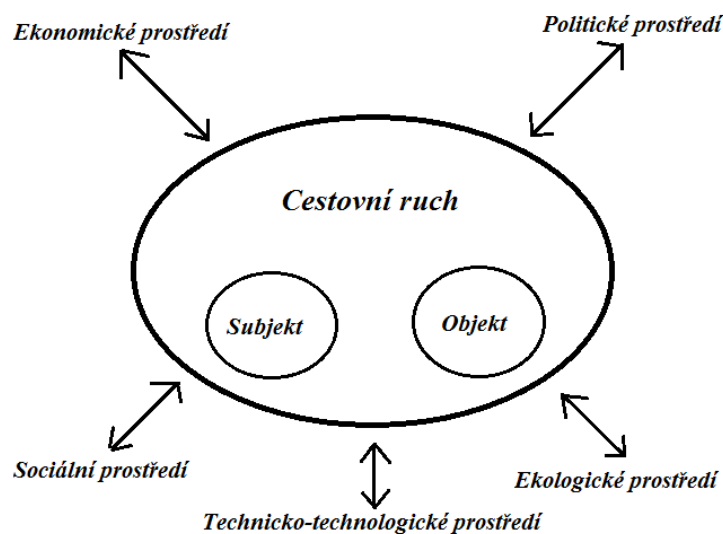 Ekonomické prostředí
Politické prostředí
Cestovní ruch
Subjekt
Objekt
Sociální prostředí
Ekologické prostředí
Technicko-technologické prostředí